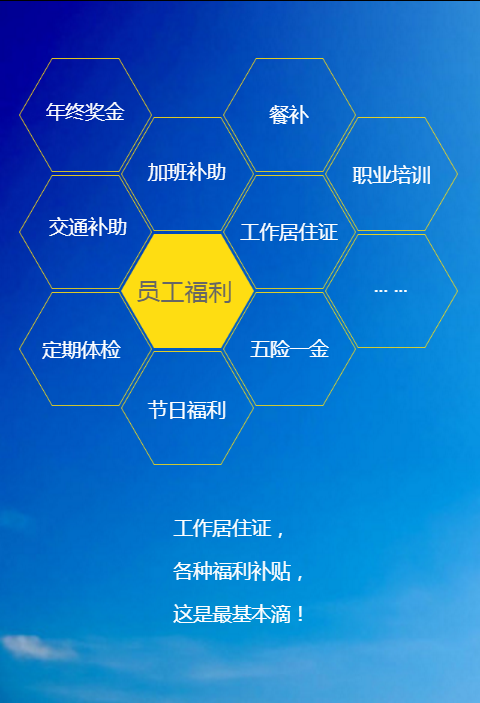 年终奖金
餐补
加班补助
职业培训
交通补助
工作居住证
员工福利
... ...
定期体检
五险一金
节日福利
工作居住证，
各种福利补贴，
这是最基本滴！